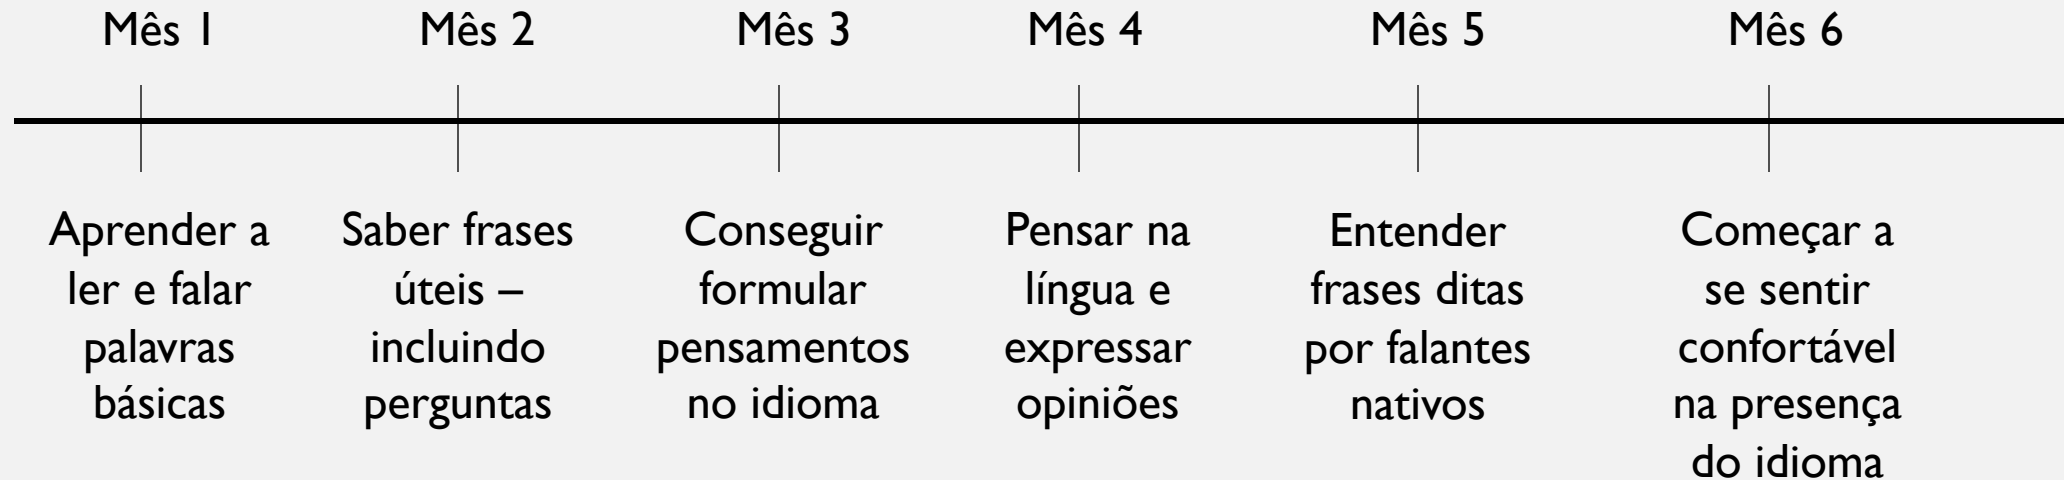 Mês 1
Mês 2
Mês 3
Mês 4
Mês 5
Mês 6
Aprender a
ler e falar
palavras
básicas
Saber frases
úteis –
incluindo
perguntas
Conseguir
formular
pensamentos
no idioma
Pensar na
língua e
expressar
opiniões
Entender
frases ditas
por falantes
nativos
Começar a
se sentir
confortável
na presença
do idioma